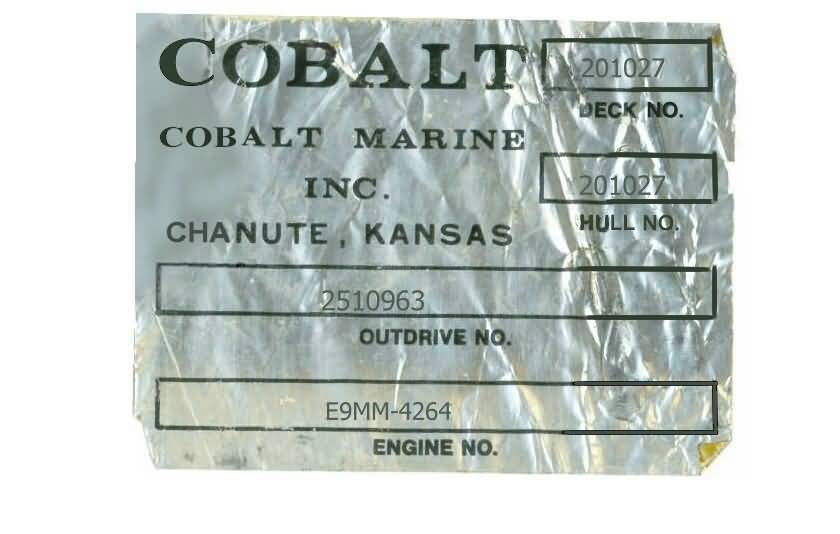 COBALT
201027
DECK NO.
COBALT MARINE
INC.
201027
HULL NO.
CHANUTE, KANSAS
2510963
OUTDRIVE NO.
E9MM-4264
ENGINE NO.